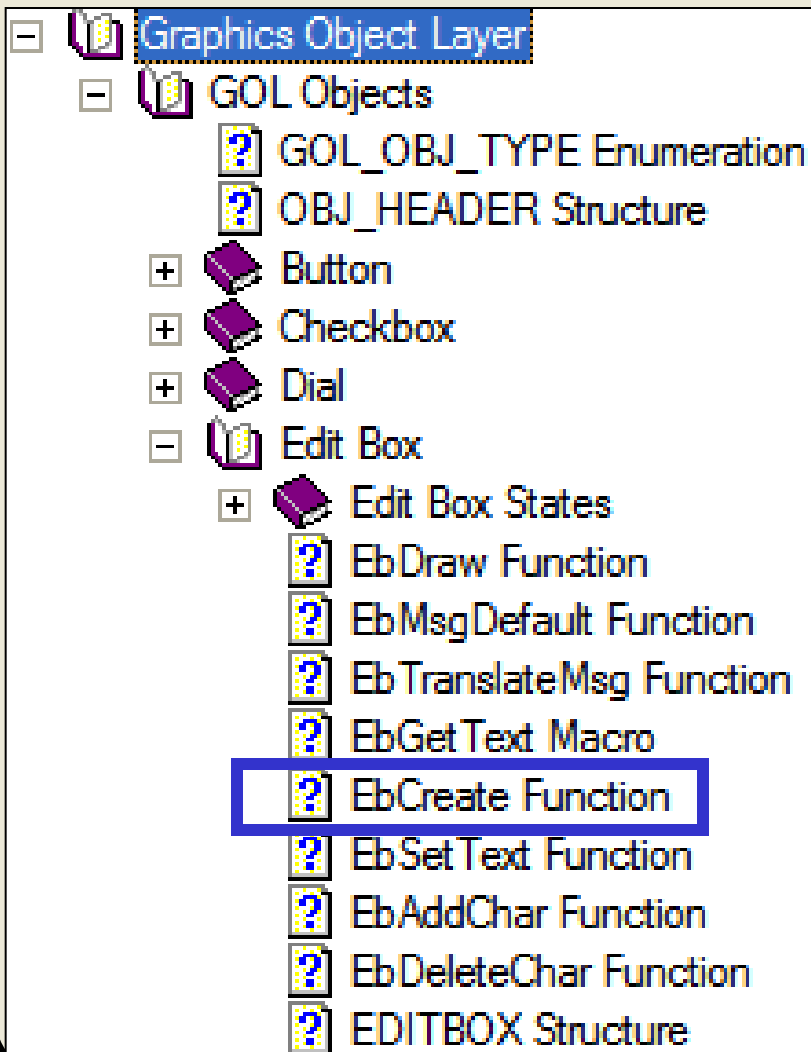 Graphics Object Layer
GOL Objects
GOL_OBJ_TYPE Enumeration
OBJ_HEADER Structure
Button
Checkbox
Dial
Edit Box
Edit Box States
EbDraw Function
EbMsgDefault Function
EbTranslateMsg Function
EbGetText Macro
EbCreate Function
EbSetText Function
EbAddChar Function
EbDeleteChar Function
EDITBOX Structure